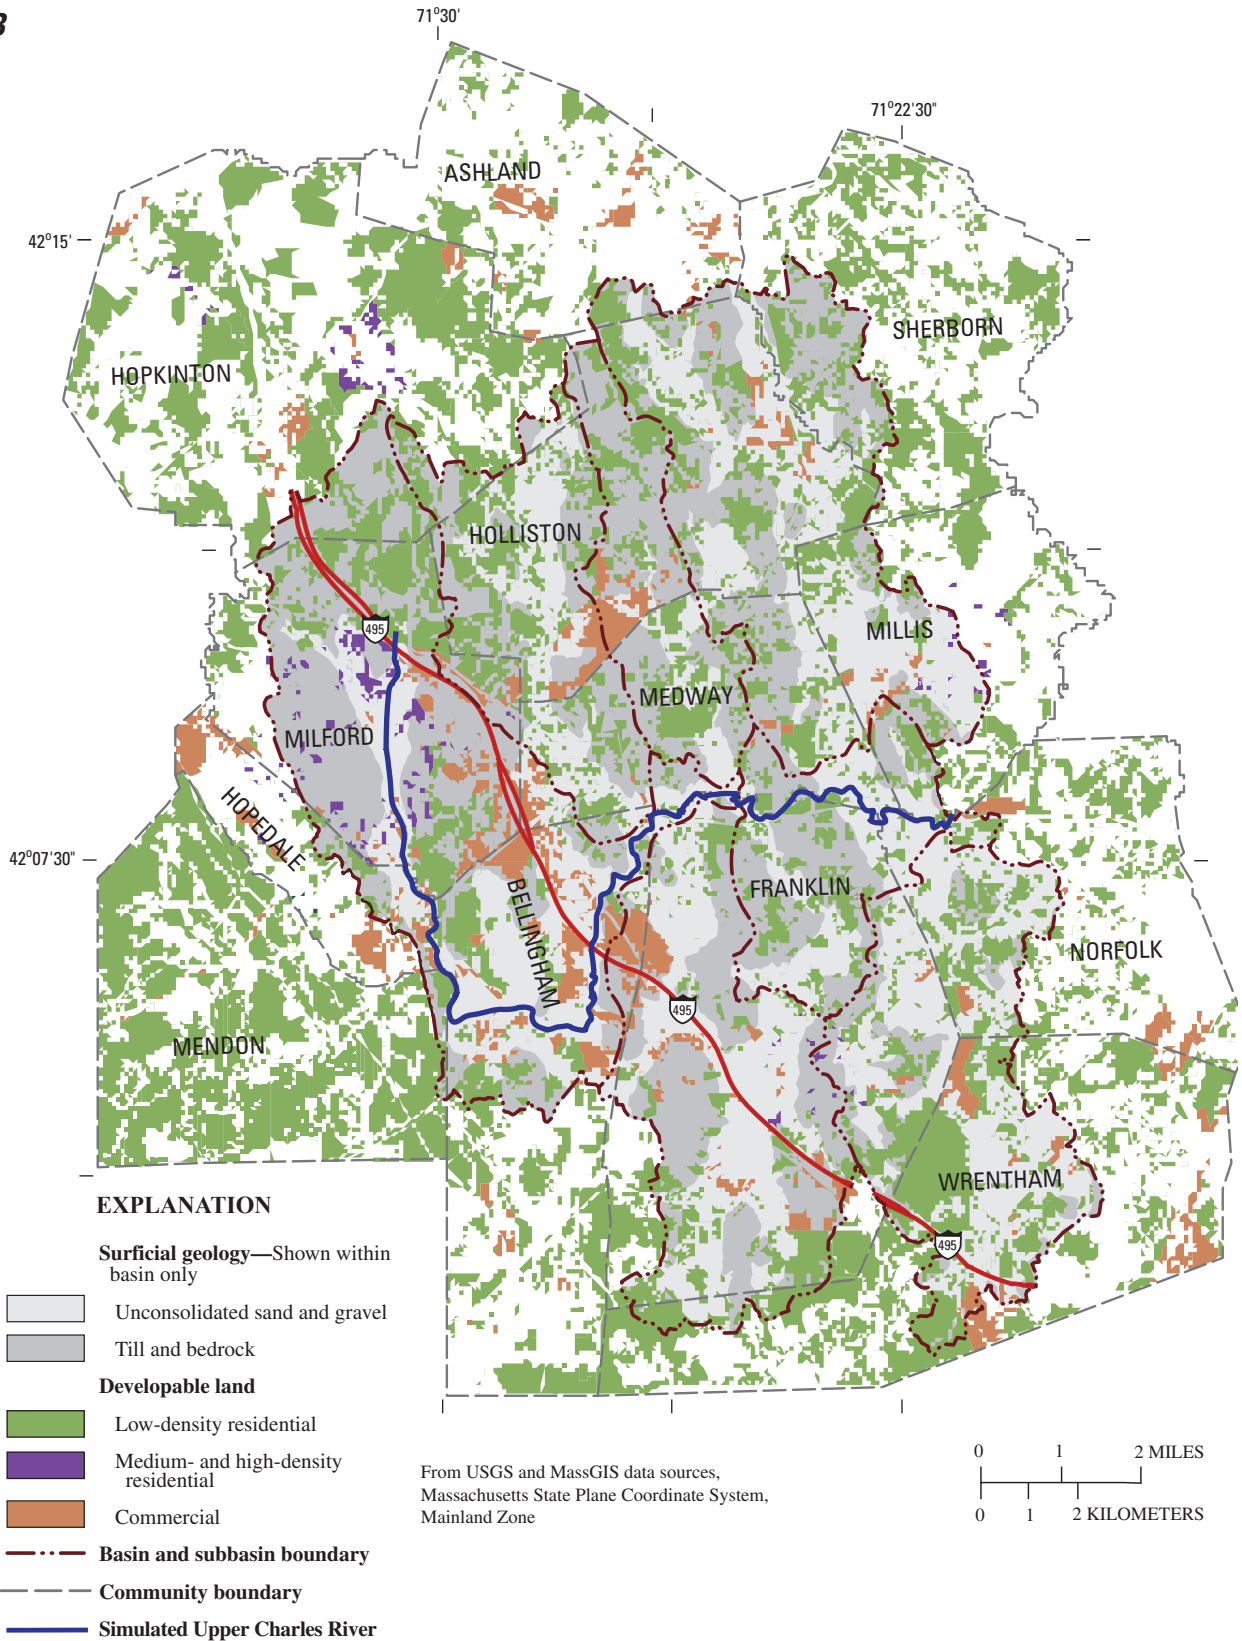 B
71°30'
71°22'30"
ASHLAND
42°15'
SHERBORN
HOPKINTON
HOLLISTON
495
MILLIS
MEDWAY
MILFORD
HOPEDALE
42°07'30"
BELLINGHAM
FRANKLIN
NORFOLK
495
MENDON
WRENTHAM
495
EXPLANATION
Surficial geology—Shown within
basin only
Unconsolidated sand and gravel
Till and bedrock
Developable land
Low-density residential
Medium- and high-density
residential
Commercial
Basin and subbasin boundary
Community boundary
Simulated Upper Charles River
From USGS and MassGIS data sources,
Massachusetts State Plane Coordinate System,
Mainland Zone
0 1 2 MILES
0 1 2 KILOMETERS